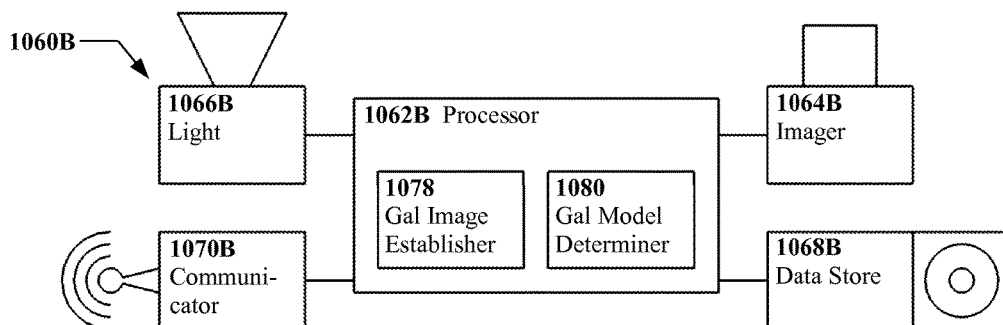 1060B
1066B
Light
1062B Processor
1064B
Imager
1078
Gal Image
Establisher
1080
Gal Model
Determiner
1070B
Communi-
cator
1068B
Data Store